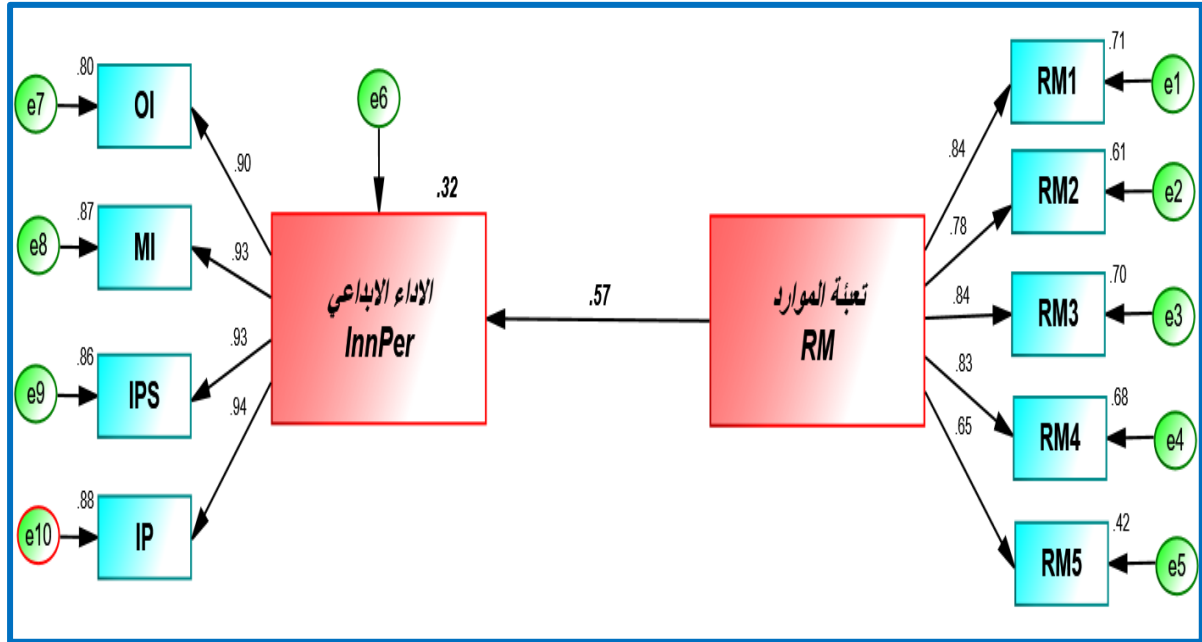 .80
e7
OI
.90
.87
e8
MI
.93
.86
e9
IPS
.93
.88
e10
IP
.94
e6
.32
الاداء الابداعي
InnPer
.57
تعبئة الموارد
RM
.84
.71
RM1
e1
.78
.61
RM2
e2
.84
.70
RM3
e3
.83
.68
RM4
e4
.65
.42
RM5
e5